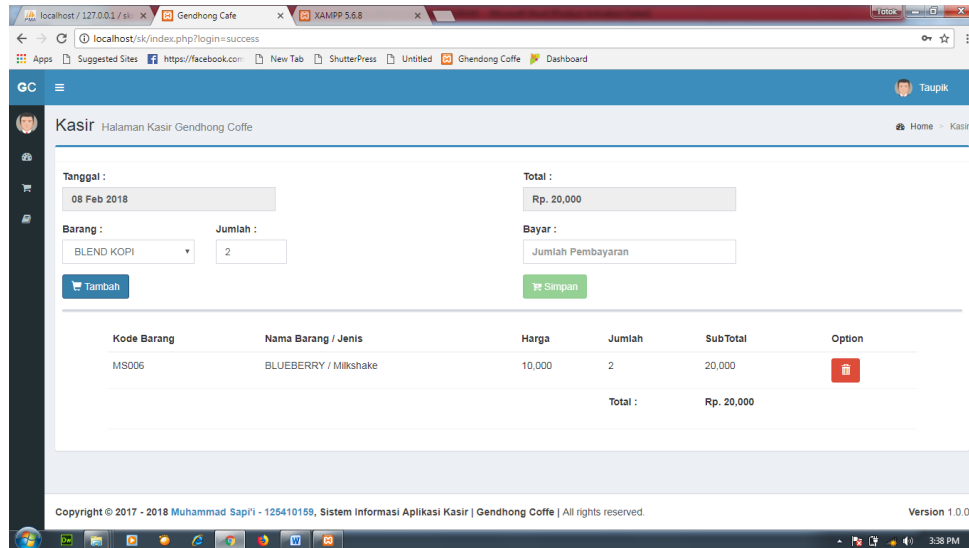 localhost / 127.0.0.1 / sk
Gendhong Cafe
XAMPP 5.6.8
Totok
localhost/sk/index.php?login=success
Apps Suggested Sites https://facebook.com New Tab ShutterPress Untitled Ghendong Coffe Dashboard
GC Taupik
Kasir Halaman Kasir Gendhong Coffe Home > Kasir
Tanggal : Total :
08 Feb 2018 Rp. 20,000
Barang : Jumlah : Bayar :
BLEND KOPI 2 Jumlah Pembayaran
Tambah Simpan
Kode Barang Nama Barang / Jenis Harga Jumlah SubTotal Option
MS006 BLUEBERRY / Milkshake 10,000 2 20,000
Total : Rp. 20,000
Copyright © 2017 - 2018 Muhammad Sapi'i - 125410159, Sistem Informasi Aplikasi Kasir | Gendhong Coffe | All rights reserved. Version 1.0.0
Dw W 3:38 PM